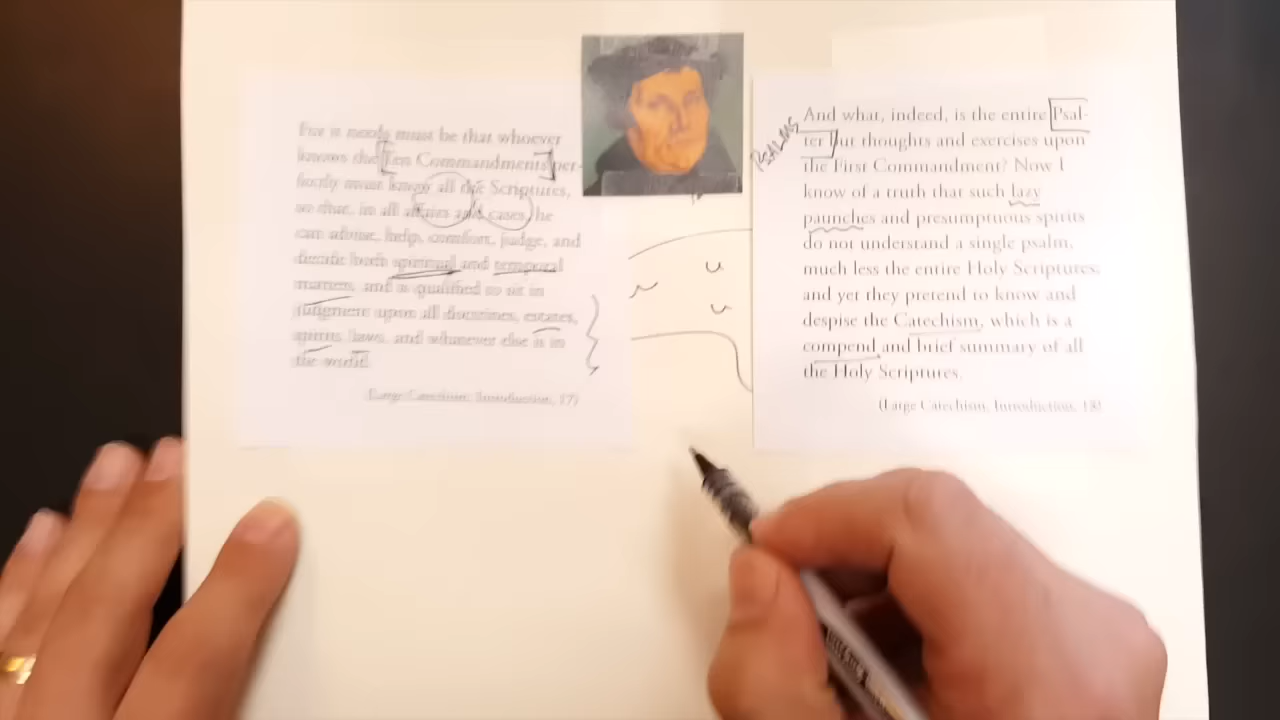 For it needs must be that whoever
knows the Ten Commandments per-
fectly must know all the Scriptures,
so that, in all affairs and cases, he
can advise, help, comfort, judge, and
decide both spiritual and temporal
matters, and is qualified to sit in
judgment upon all doctrines, estates,
spirits, laws, and whatever else is in
the world.
(Large Catechism, Introduction, 17)
PSALMS
And what, indeed, is the entire Psal-
ter but thoughts and exercises upon
the First Commandment? Now I
know of a truth that such lazy
paunches and presumptuous spirits
do not understand a single psalm,
much less the entire Holy Scriptures;
and yet they pretend to know and
despise the Catechism, which is a
compend and brief summary of all
the Holy Scriptures.
(Large Catechism, Introduction, 18)